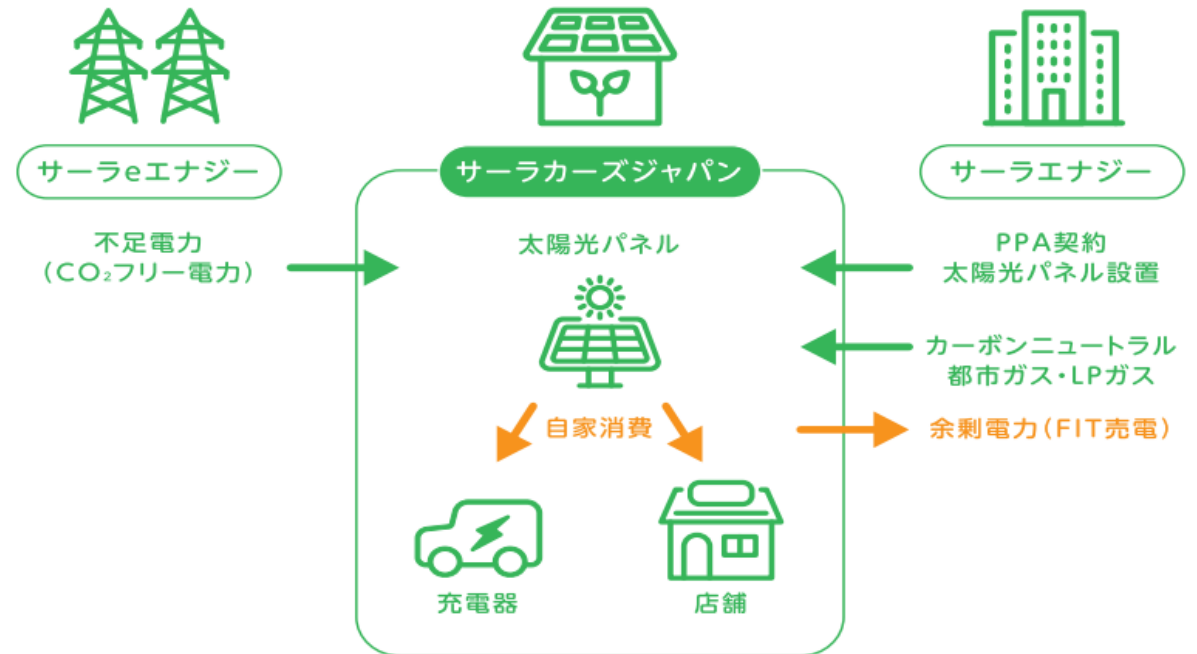 サーラeエナジー
不足電力
(CO₂フリー電力)
サーラカーズジャパン
太陽光パネル
自家消費
充電器
店舗
サーラエナジー
PPA契約
太陽光パネル設置
カーボンニュートラル
都市ガス・LPガス
余剰電力(FIT売電)